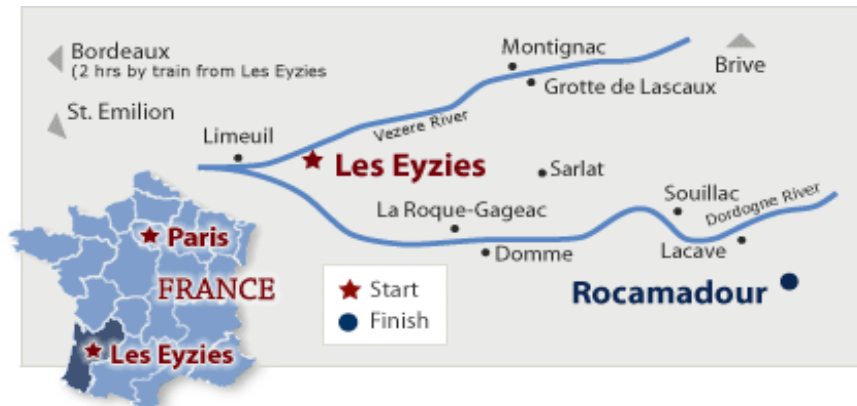 Bordeaux
(2 hrs by train from Les Eyzies
St. Emilion
Montignac
Brive
Grotte de Lascaux
Vezere River
Limeuil
Les Eyzies
Sarlat
Souillac
Dordogne River
La Roque-Gageac
Domme
Lacave
Rocamadour
Paris
FRANCE
Les Eyzies
Start
Finish